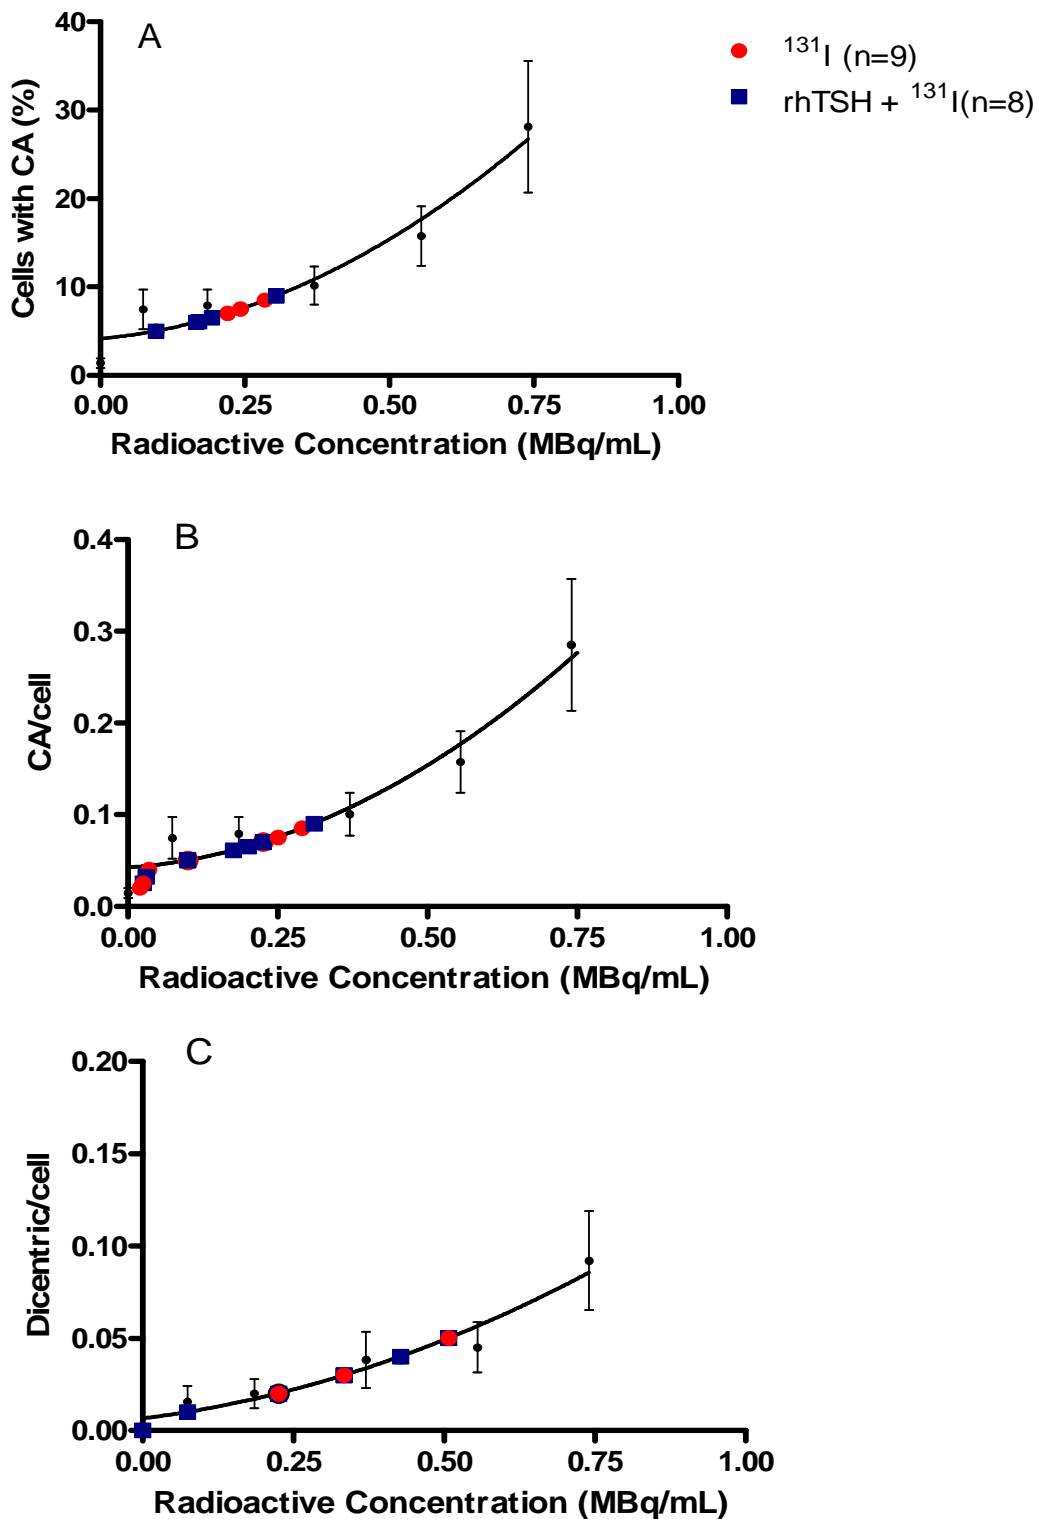 A
40
30
20
10
0
Cells with CA (%)
0.00 0.25 0.50 0.75 1.00
Radioactive Concentration (MBq/mL)
131I (n=9)
rhTSH + 131I(n=8)
B
0.4
0.3
0.2
0.1
0.0
CA/cell
0.00 0.25 0.50 0.75 1.00
Radioactive Concentration (MBq/mL)
C
0.20
0.15
0.10
0.05
0.00
Dicentric/cell
0.00 0.25 0.50 0.75 1.00
Radioactive Concentration (MBq/mL)